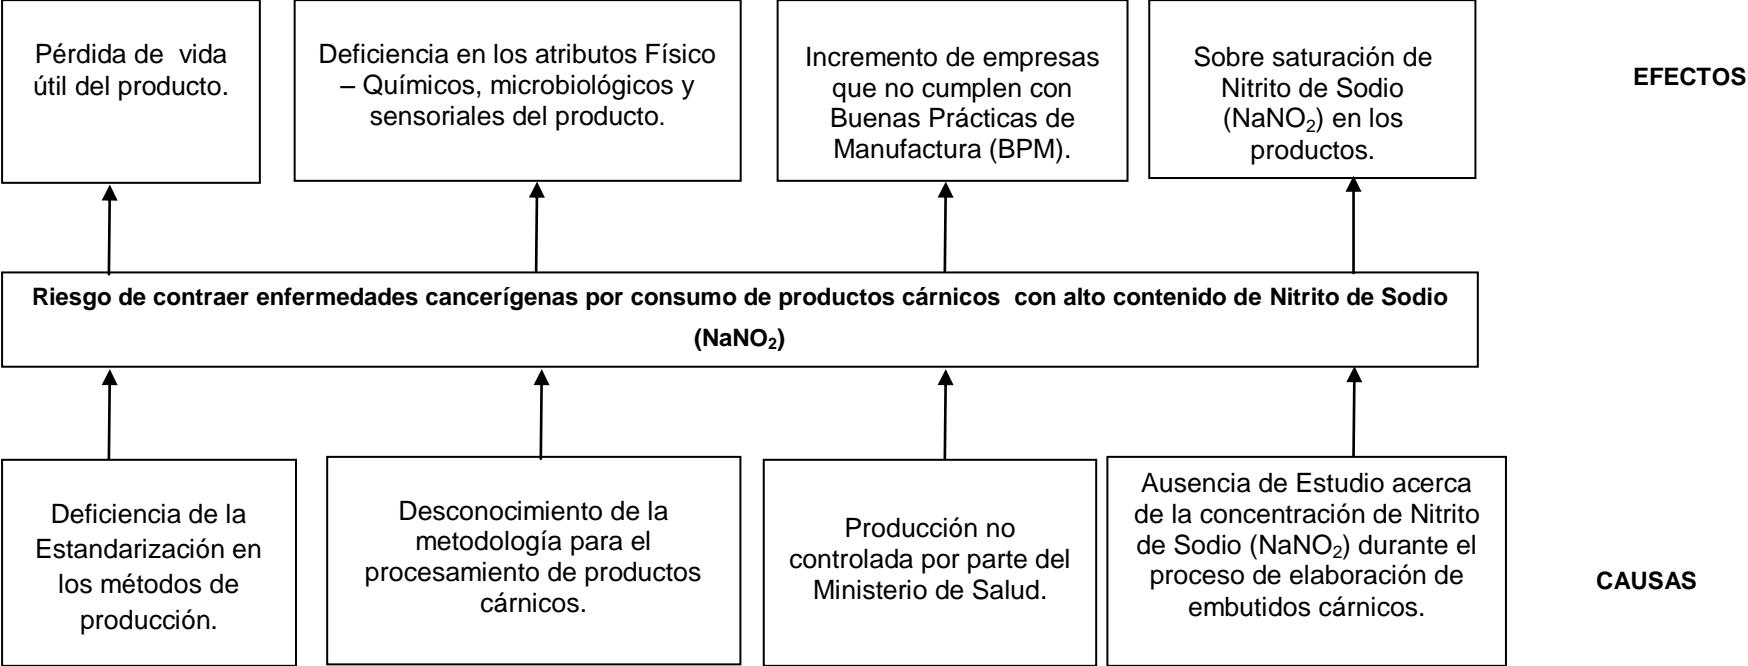 Pérdida de  vida
útil del producto.
Deficiencia en los atributos Físico
– Químicos, microbiológicos y
sensoriales del producto.
Incremento de empresas
que no cumplen con
Buenas Prácticas de
Manufactura (BPM).
Sobre saturación de
Nitrito de Sodio
(NaNO₂) en los
productos.
EFECTOS
Riesgo de contraer enfermedades cancerígenas por consumo de productos cárnicos  con alto contenido de Nitrito de Sodio
(NaNO₂)
Deficiencia de la
Estandarización en
los métodos de
producción.
Desconocimiento de la
metodología para el
procesamiento de productos
cárnicos.
Producción no
controlada por parte del
Ministerio de Salud.
Ausencia de Estudio acerca
de la concentración de Nitrito
de Sodio (NaNO₂) durante el
proceso de elaboración de
embutidos cárnicos.
CAUSAS